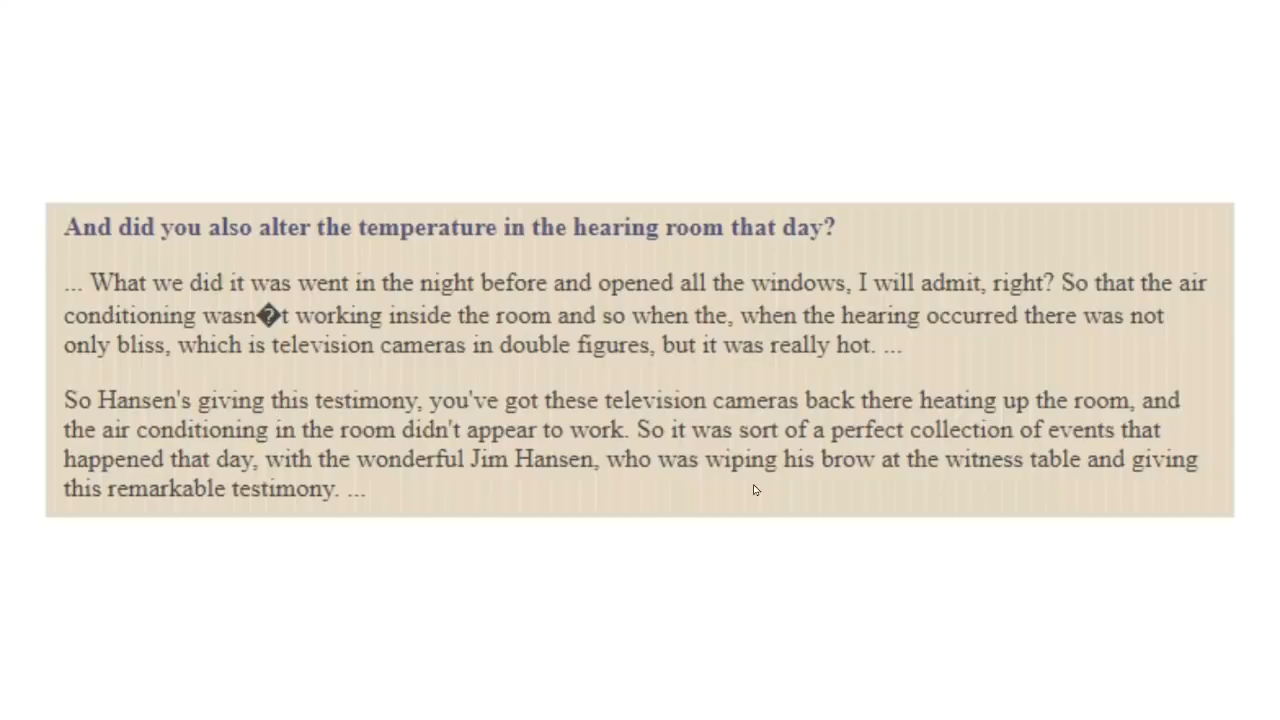 And did you also alter the temperature in the hearing room that day?
... What we did it was went in the night before and opened all the windows, I will admit, right? So that the air
conditioning wasn�t working inside the room and so when the, when the hearing occurred there was not
only bliss, which is television cameras in double figures, but it was really hot. ...
So Hansen's giving this testimony, you've got these television cameras back there heating up the room, and
the air conditioning in the room didn't appear to work. So it was sort of a perfect collection of events that
happened that day, with the wonderful Jim Hansen, who was wiping his brow at the witness table and giving
this remarkable testimony. ...